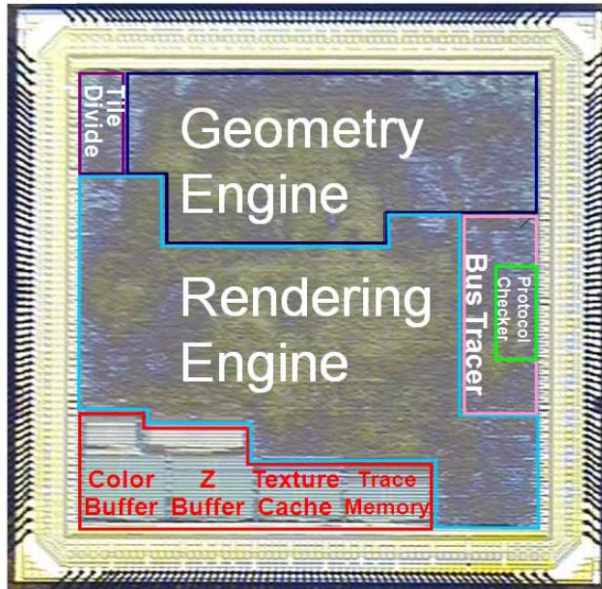 Tile
Divide
Geometry
Engine
Rendering
Engine
Bus Tracer
Protocol
Checker
Color
Buffer
Z
Buffer
Texture
Cache
Trace
Memory